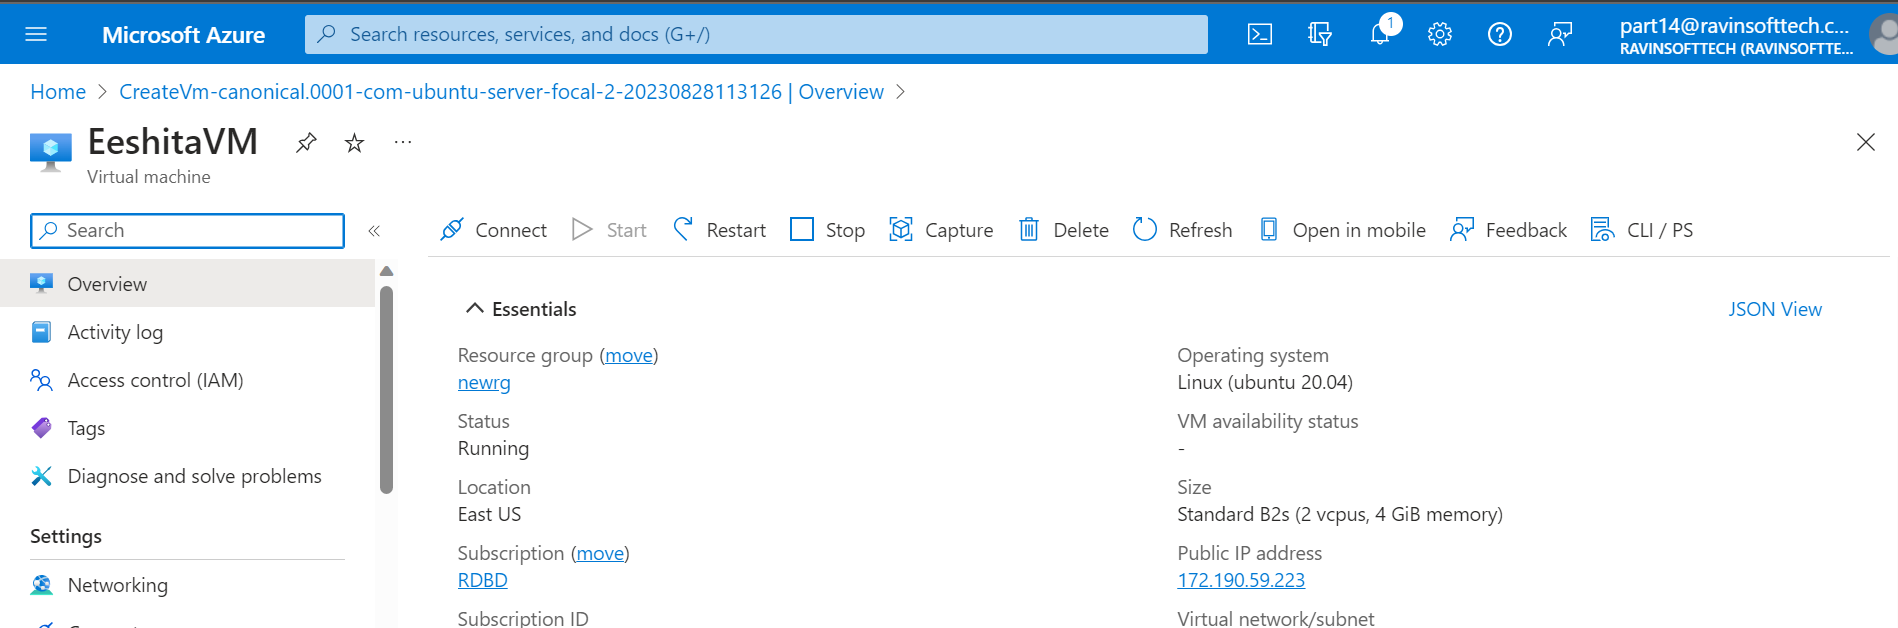 Microsoft Azure
Search resources, services, and docs (G+/)
1
part14@ravinsofttech.c...
RAVINSOFTTECH (RAVINSOFTTE...
Home > CreateVm-canonical.0001-com-ubuntu-server-focal-2-20230828113126 | Overview >
EeshitaVM
Virtual machine
Search
«
Connect
Start
Restart
Stop
Capture
Delete
Refresh
Open in mobile
Feedback
CLI / PS
Overview
Activity log
Access control (IAM)
Tags
Diagnose and solve problems
Settings
Networking
Essentials
JSON View
Resource group (move)
newrg
Status
Running
Location
East US
Subscription (move)
RDBD
Subscription ID
Operating system
Linux (ubuntu 20.04)
VM availability status
-
Size
Standard B2s (2 vcpus, 4 GiB memory)
Public IP address
172.190.59.223
Virtual network/subnet